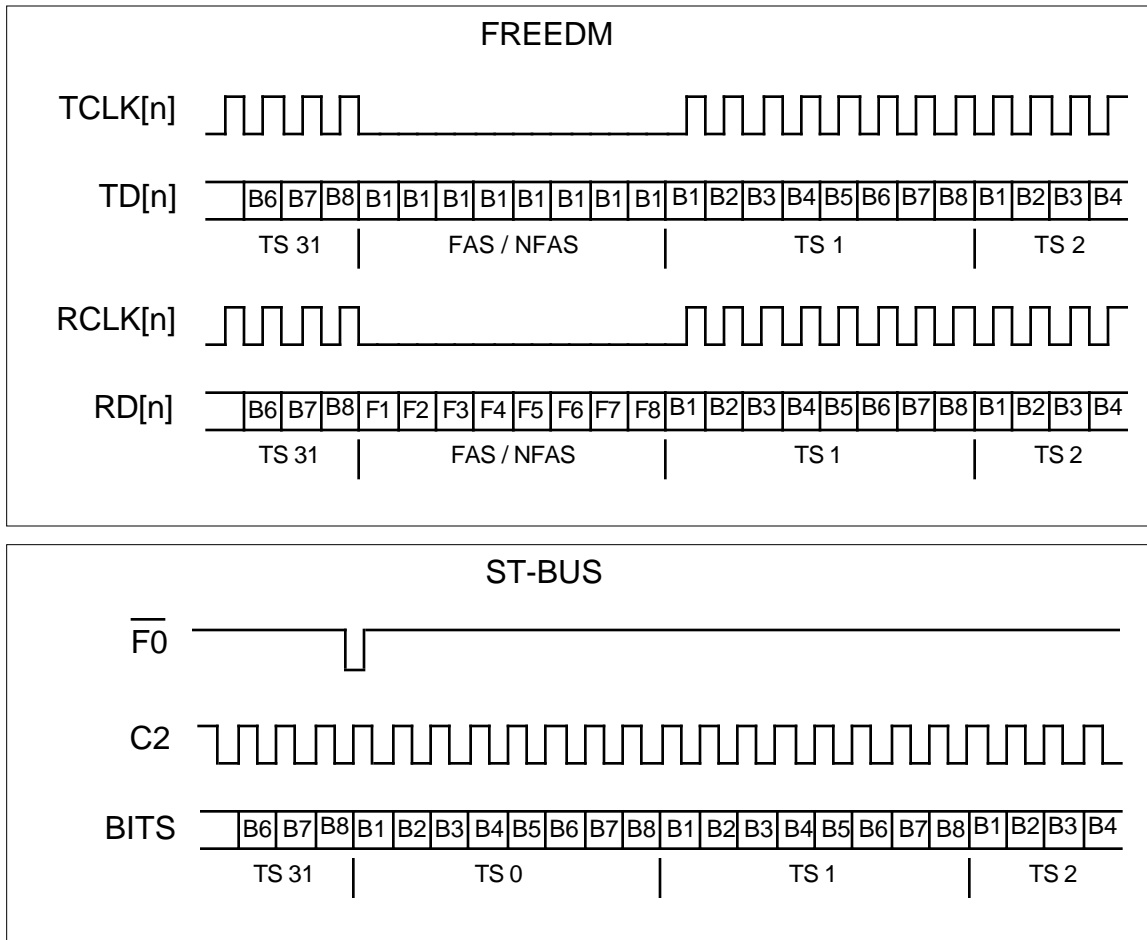 FREEDM
TCLK[n]
TD[n] B6 B7 B8 B1 B1 B1 B1 B1 B1 B1 B1 B1 B2 B3 B4 B5 B6 B7 B8 B1 B2 B3 B4
TS 31 FAS / NFAS TS 1 TS 2
RCLK[n]
RD[n] B6 B7 B8 F1 F2 F3 F4 F5 F6 F7 F8 B1 B2 B3 B4 B5 B6 B7 B8 B1 B2 B3 B4
TS 31 FAS / NFAS TS 1 TS 2
ST-BUS
F0
C2
BITS B6 B7 B8 B1 B2 B3 B4 B5 B6 B7 B8 B1 B2 B3 B4 B5 B6 B7 B8 B1 B2 B3 B4
TS 31 TS 0 TS 1 TS 2